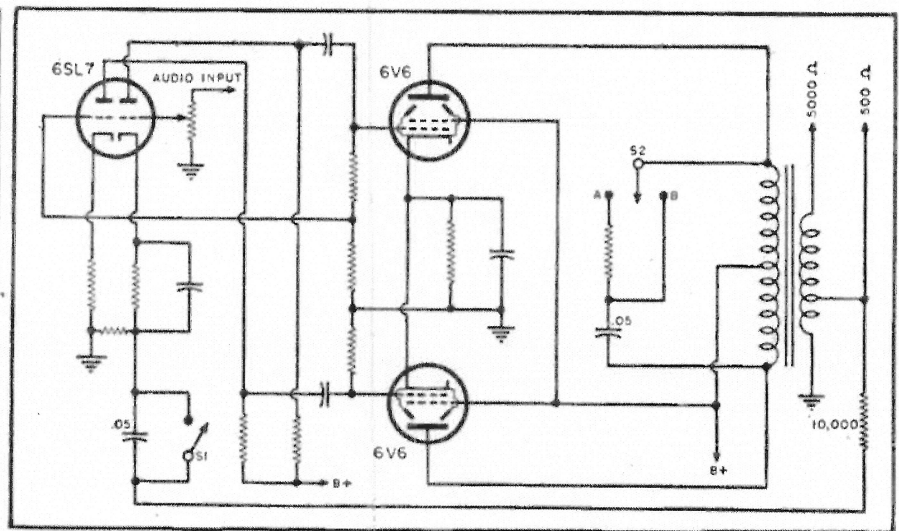 6SL7
AUDIO INPUT
6V6
5000 Ω
500 Ω
S2
A
B
.05
.05
S1
10,000
B+
B+
6V6